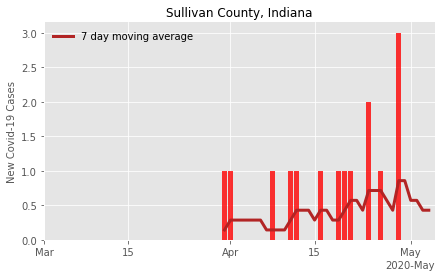 Sullivan County, Indiana
7 day moving average
New Covid-19 Cases
3.0
2.5
2.0
1.5
1.0
0.5
0.0
Mar 15 Apr 15 May
2020-May